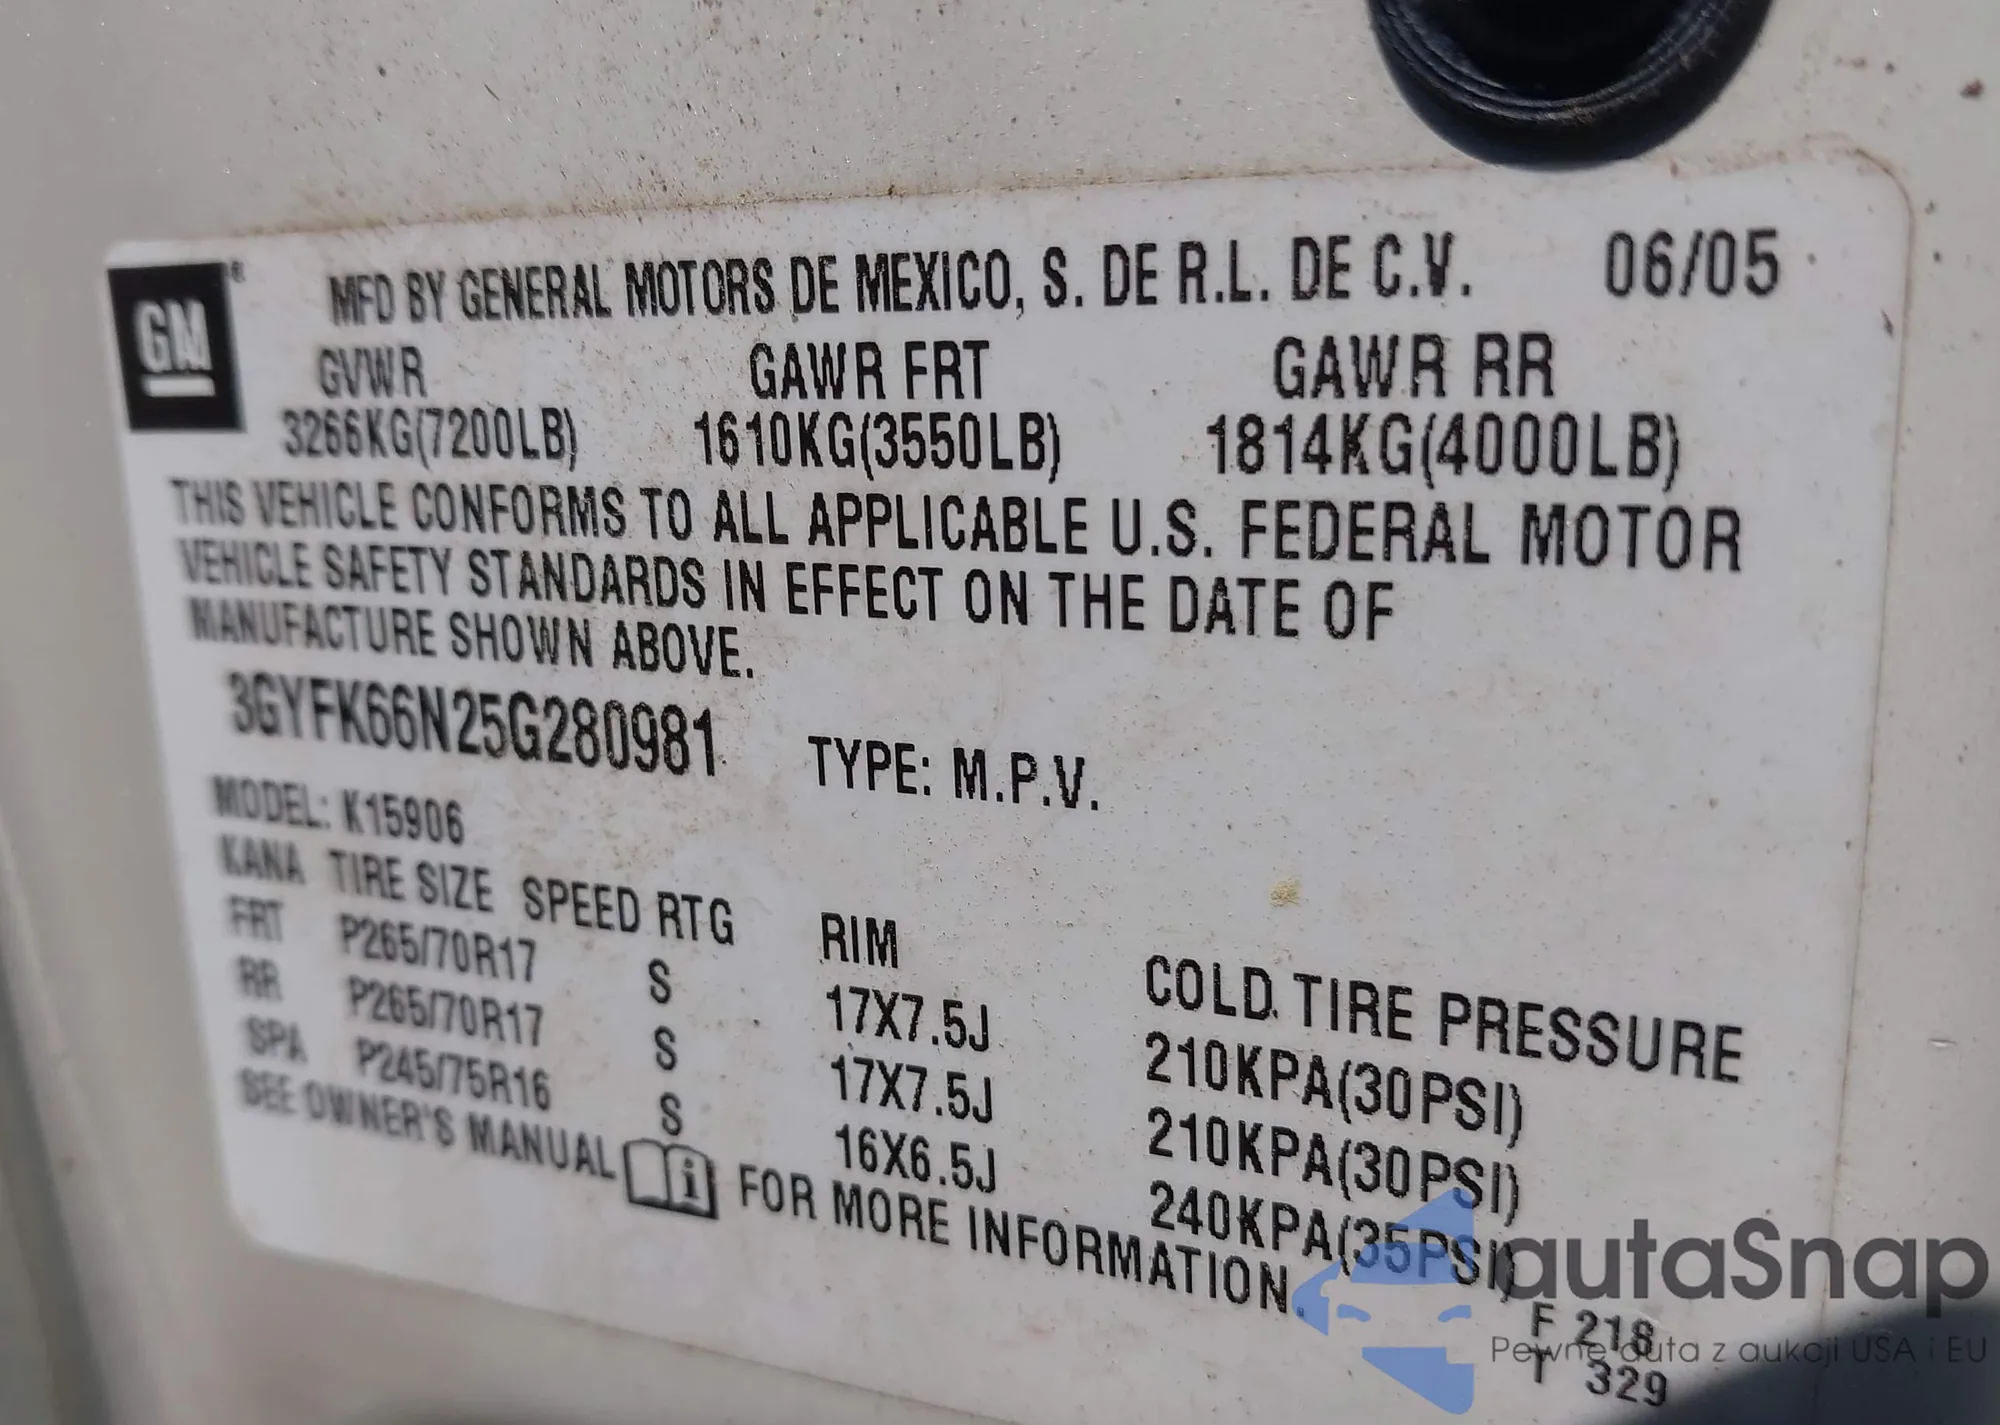 GM®
MFD BY GENERAL MOTORS DE MEXICO, S. DE R.L. DE C.V. 06/05
GVWR GAWR FRT GAWR RR
3266KG(7200LB) 1610KG(3550LB) 1814KG(4000LB)
THIS VEHICLE CONFORMS TO ALL APPLICABLE U.S. FEDERAL MOTOR
VEHICLE SAFETY STANDARDS IN EFFECT ON THE DATE OF
MANUFACTURE SHOWN ABOVE.
3GYFK66N25G280981 TYPE: M.P.V.
MODEL: K15906
KANA TIRE SIZE SPEED RTG RIM COLD TIRE PRESSURE
FRT P265/70R17 S 17X7.5J 210KPA(30PSI)
RR P265/70R17 S 17X7.5J 210KPA(30PSI)
SPA P245/75R16 S 16X6.5J 240KPA(35PSI)
SEE OWNER'S MANUAL i FOR MORE INFORMATION.
autaSnap
F 218
Pewne auta z aukcji USA i EU
T 329